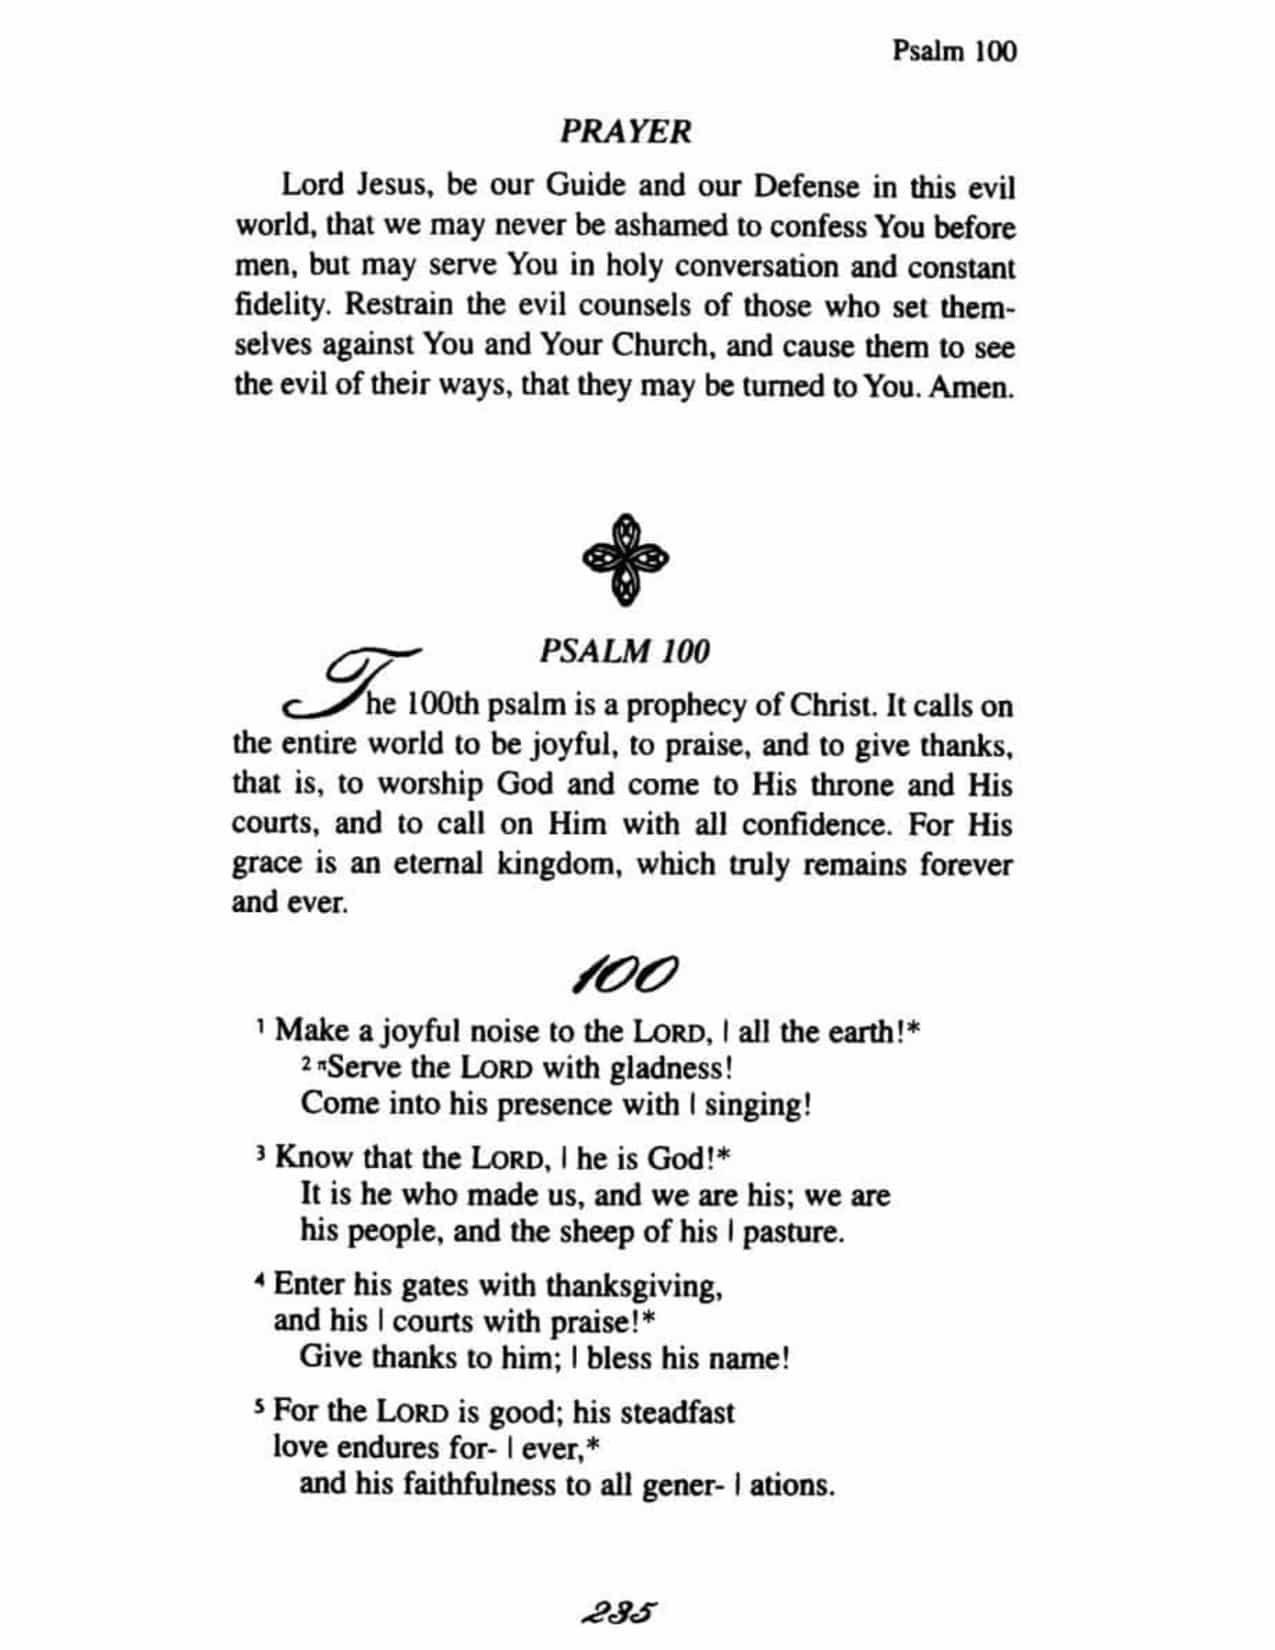 Psalm 100
PRAYER
Lord Jesus, be our Guide and our Defense in this evil
world, that we may never be ashamed to confess You before
men, but may serve You in holy conversation and constant
fidelity. Restrain the evil counsels of those who set them-
selves against You and Your Church, and cause them to see
the evil of their ways, that they may be turned to You. Amen.
PSALM 100
The 100th psalm is a prophecy of Christ. It calls on
the entire world to be joyful, to praise, and to give thanks,
that is, to worship God and come to His throne and His
courts, and to call on Him with all confidence. For His
grace is an eternal kingdom, which truly remains forever
and ever.
100
1 Make a joyful noise to the LORD, | all the earth!*
2 πServe the LORD with gladness!
Come into his presence with | singing!
3 Know that the LORD, | he is God!*
It is he who made us, and we are his; we are
his people, and the sheep of his | pasture.
4 Enter his gates with thanksgiving,
and his | courts with praise!*
Give thanks to him; | bless his name!
5 For the LORD is good; his steadfast
love endures for- | ever,*
and his faithfulness to all gener- | ations.
235